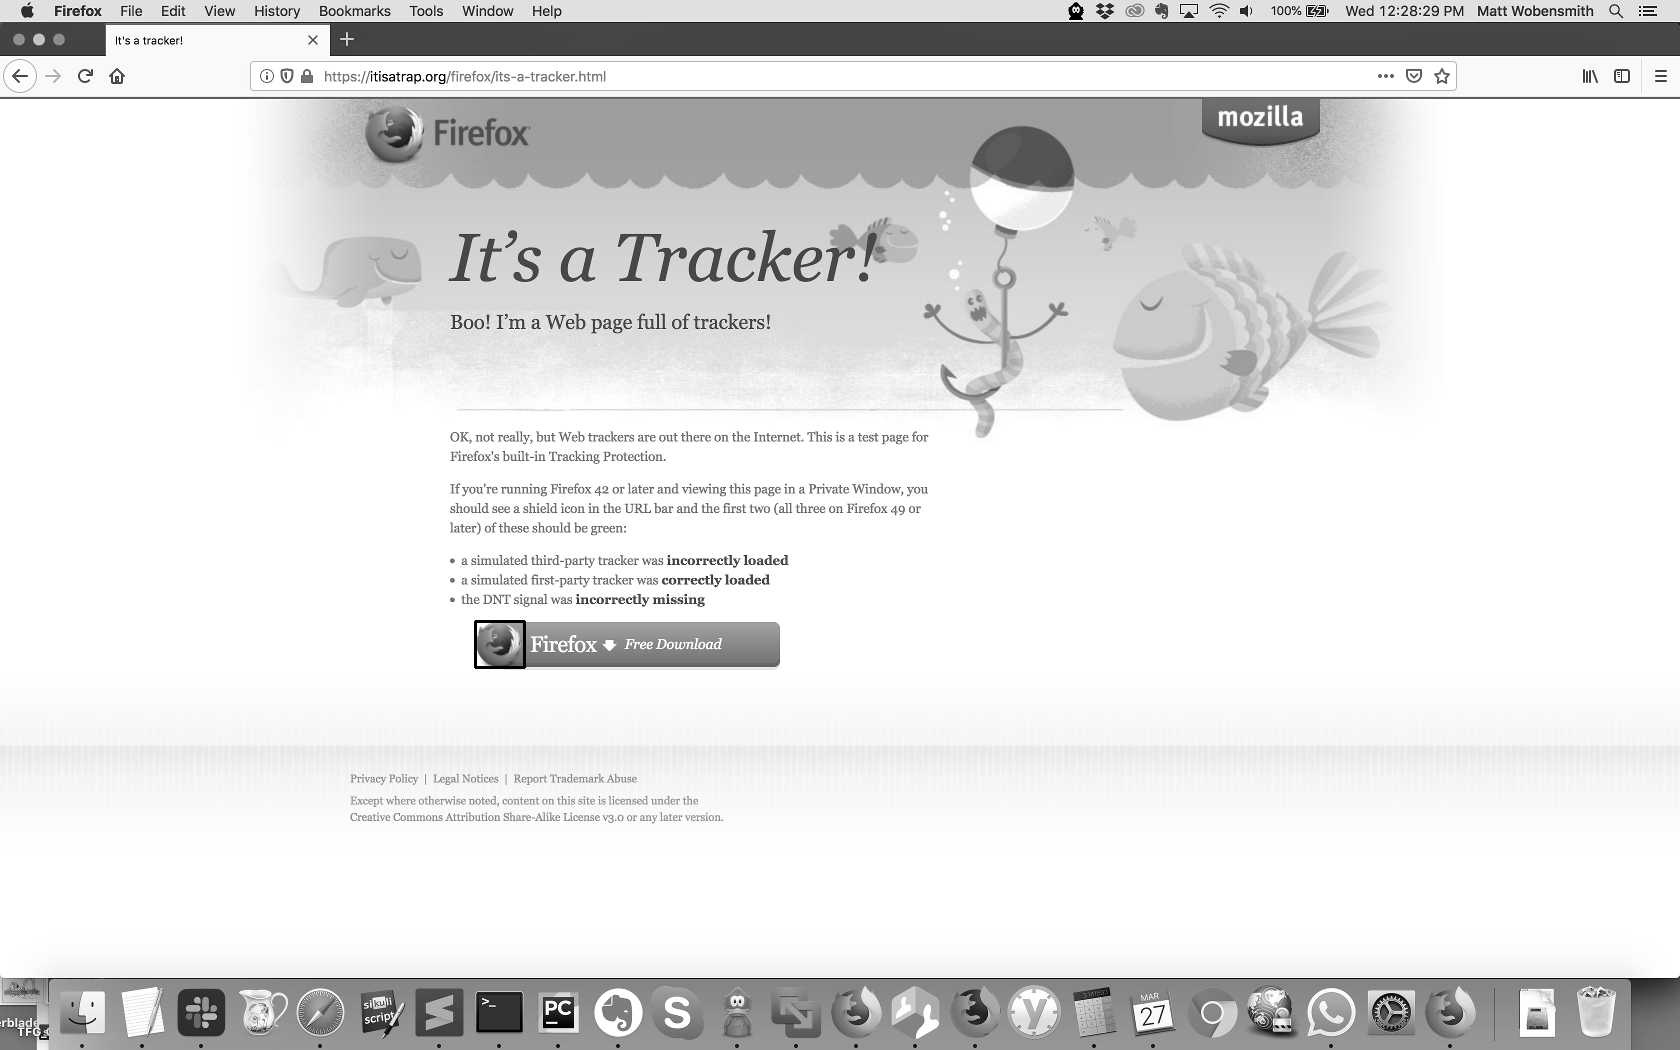 Firefox File Edit View History Bookmarks Tools Window Help 100% Wed 12:28:29 PM Matt Wobensmith
It's a tracker!
https://itisatrap.org/firefox/its-a-tracker.html
Firefox
mozilla
It's a Tracker!
Boo! I'm a Web page full of trackers!
OK, not really, but Web trackers are out there on the Internet. This is a test page for
Firefox's built-in Tracking Protection.
If you're running Firefox 42 or later and viewing this page in a Private Window, you
should see a shield icon in the URL bar and the first two (all three on Firefox 49 or
later) of these should be green:
• a simulated third-party tracker was incorrectly loaded
• a simulated first-party tracker was correctly loaded
• the DNT signal was incorrectly missing
Firefox Free Download
Privacy Policy | Legal Notices | Report Trademark Abuse
Except where otherwise noted, content on this site is licensed under the
Creative Commons Attribution Share-Alike License v3.0 or any later version.
sikuli
script
PC
S
MAR
27